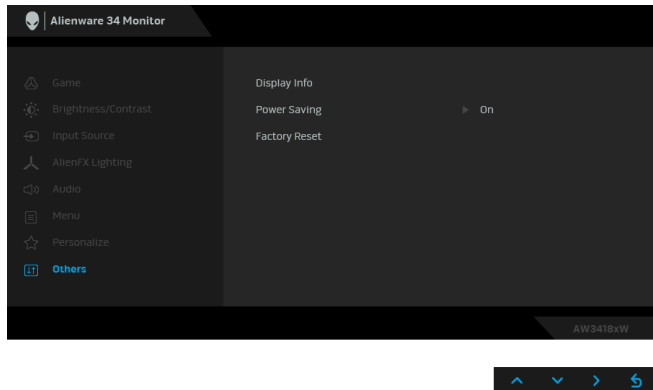 Alienware 34 Monitor
Game
Display Info
Brightness/Contrast
Power Saving On
Input Source
Factory Reset
AlienFX Lighting
Audio
Menu
Personalize
Others
AW3418xW